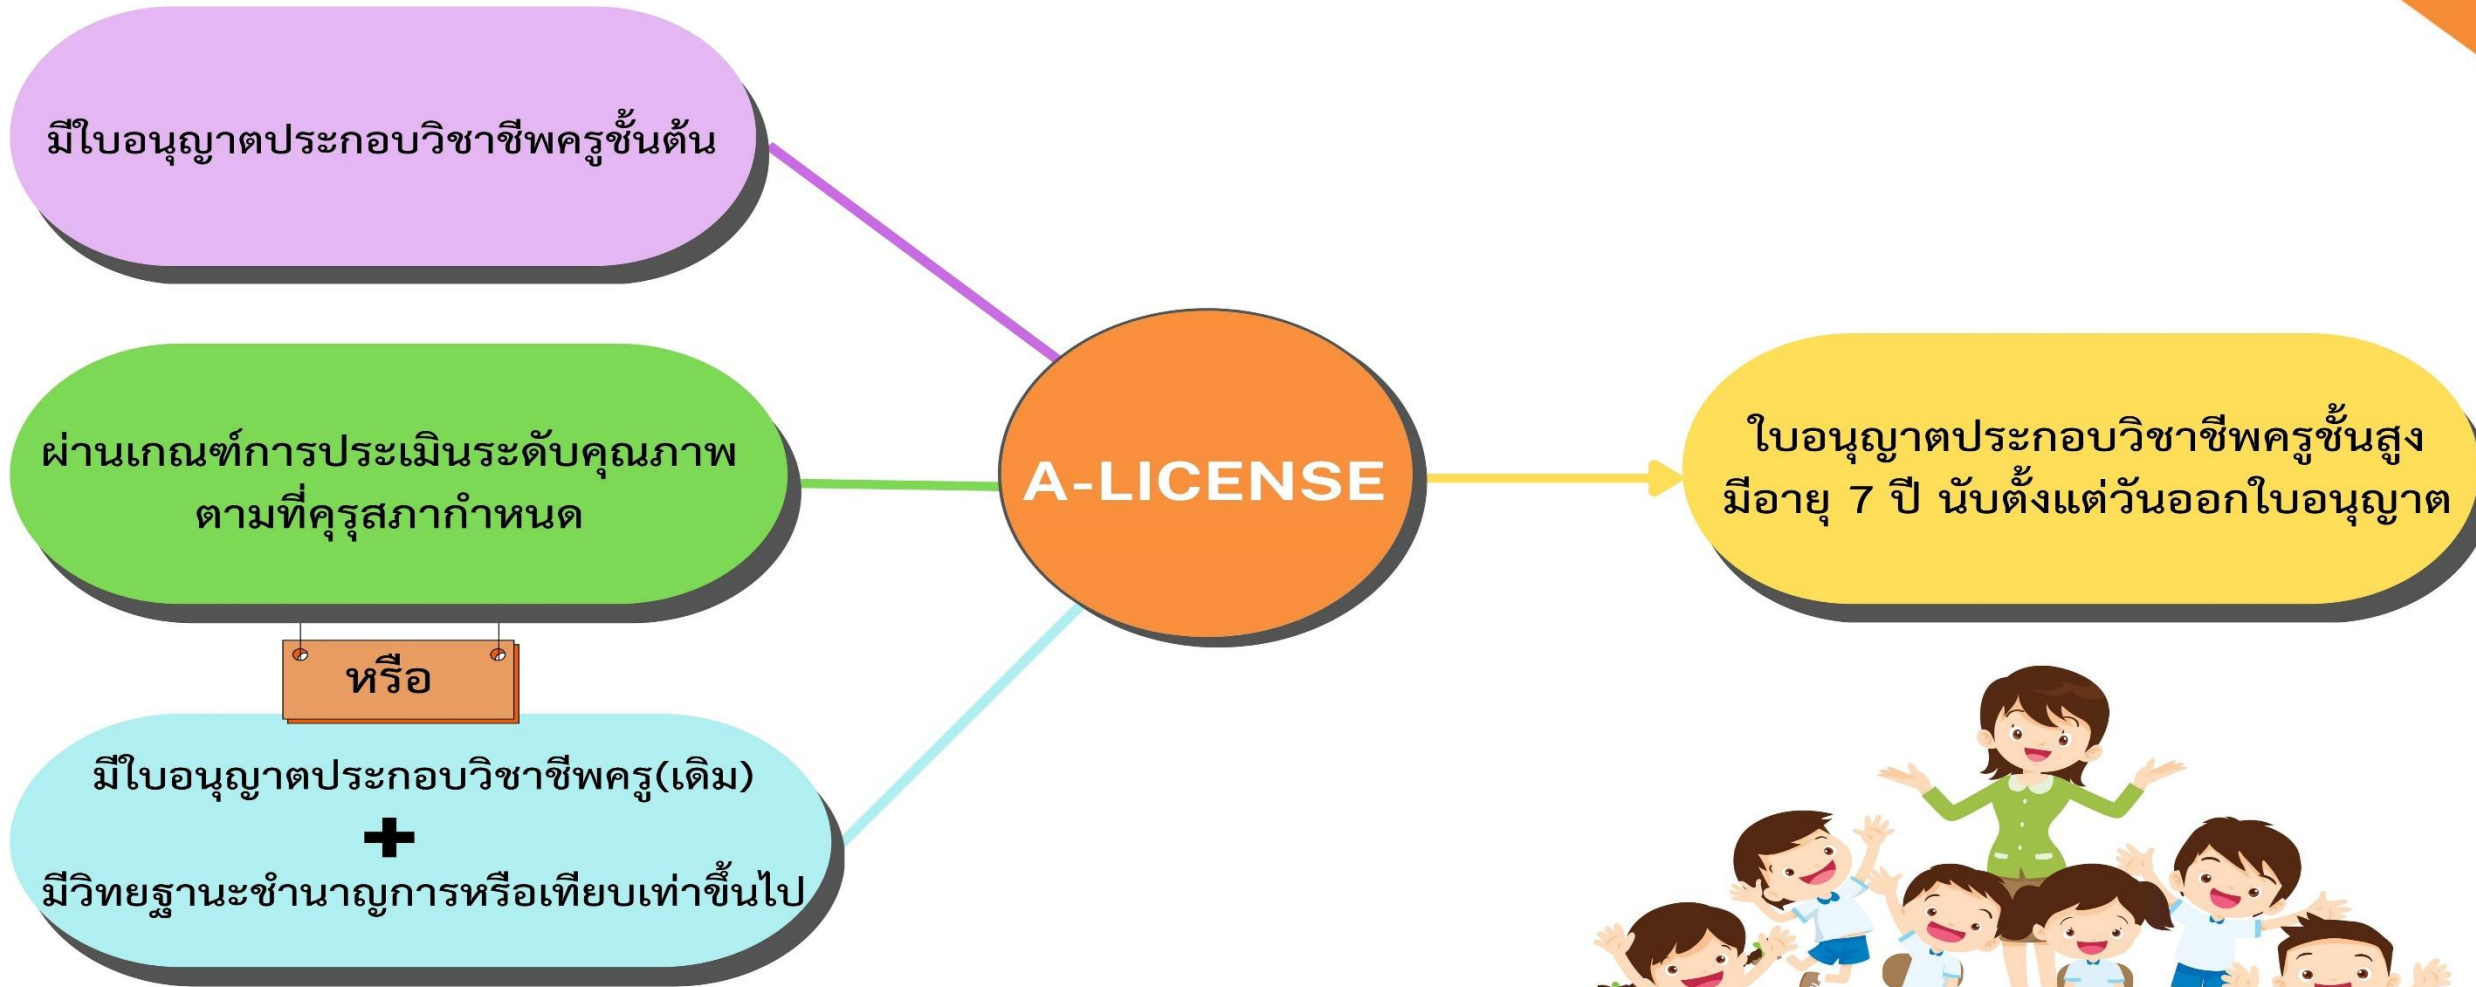 มีใบอนุญาตประกอบวิชาชีพครูชั้นต้น
ผ่านเกณฑ์การประเมินระดับคุณภาพ
ตามที่คุรุสภากำหนด
หรือ
มีใบอนุญาตประกอบวิชาชีพครู(เดิม)
+
มีวิทยฐานะชำนาญการหรือเทียบเท่าขึ้นไป
A-LICENSE
ใบอนุญาตประกอบวิชาชีพครูชั้นสูง
มีอายุ 7 ปี นับตั้งแต่วันออกใบอนุญาต